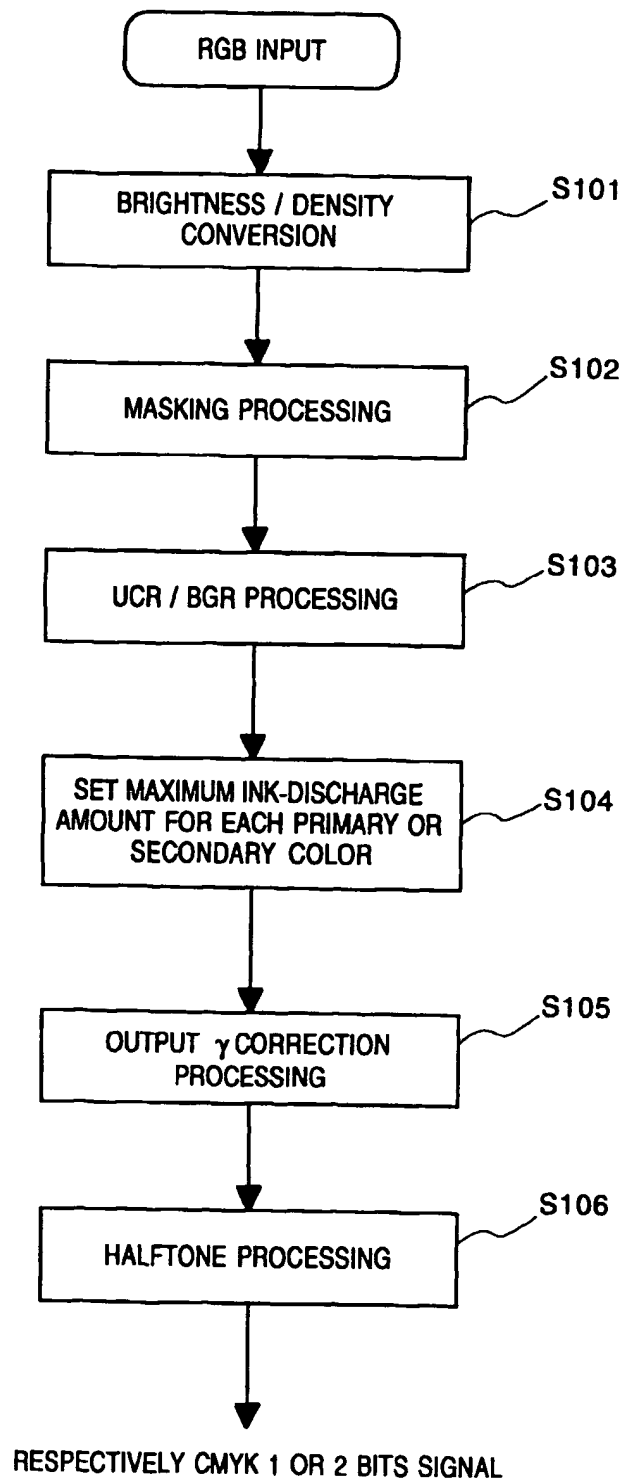 RGB INPUT
BRIGHTNESS / DENSITY
CONVERSION
S101
MASKING PROCESSING
S102
UCR / BGR PROCESSING
S103
SET MAXIMUM INK-DISCHARGE
AMOUNT FOR EACH PRIMARY OR
SECONDARY COLOR
S104
OUTPUT γ CORRECTION
PROCESSING
S105
HALFTONE PROCESSING
S106
RESPECTIVELY CMYK 1 OR 2 BITS SIGNAL